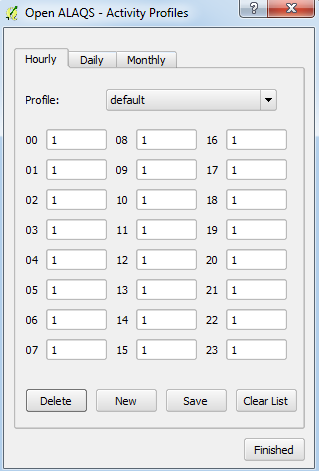 Open ALAQS - Activity Profiles
?
Hourly Daily Monthly
Profile: default
00 1 08 1 16 1
01 1 09 1 17 1
02 1 10 1 18 1
03 1 11 1 19 1
04 1 12 1 20 1
05 1 13 1 21 1
06 1 14 1 22 1
07 1 15 1 23 1
Delete New Save Clear List
Finished